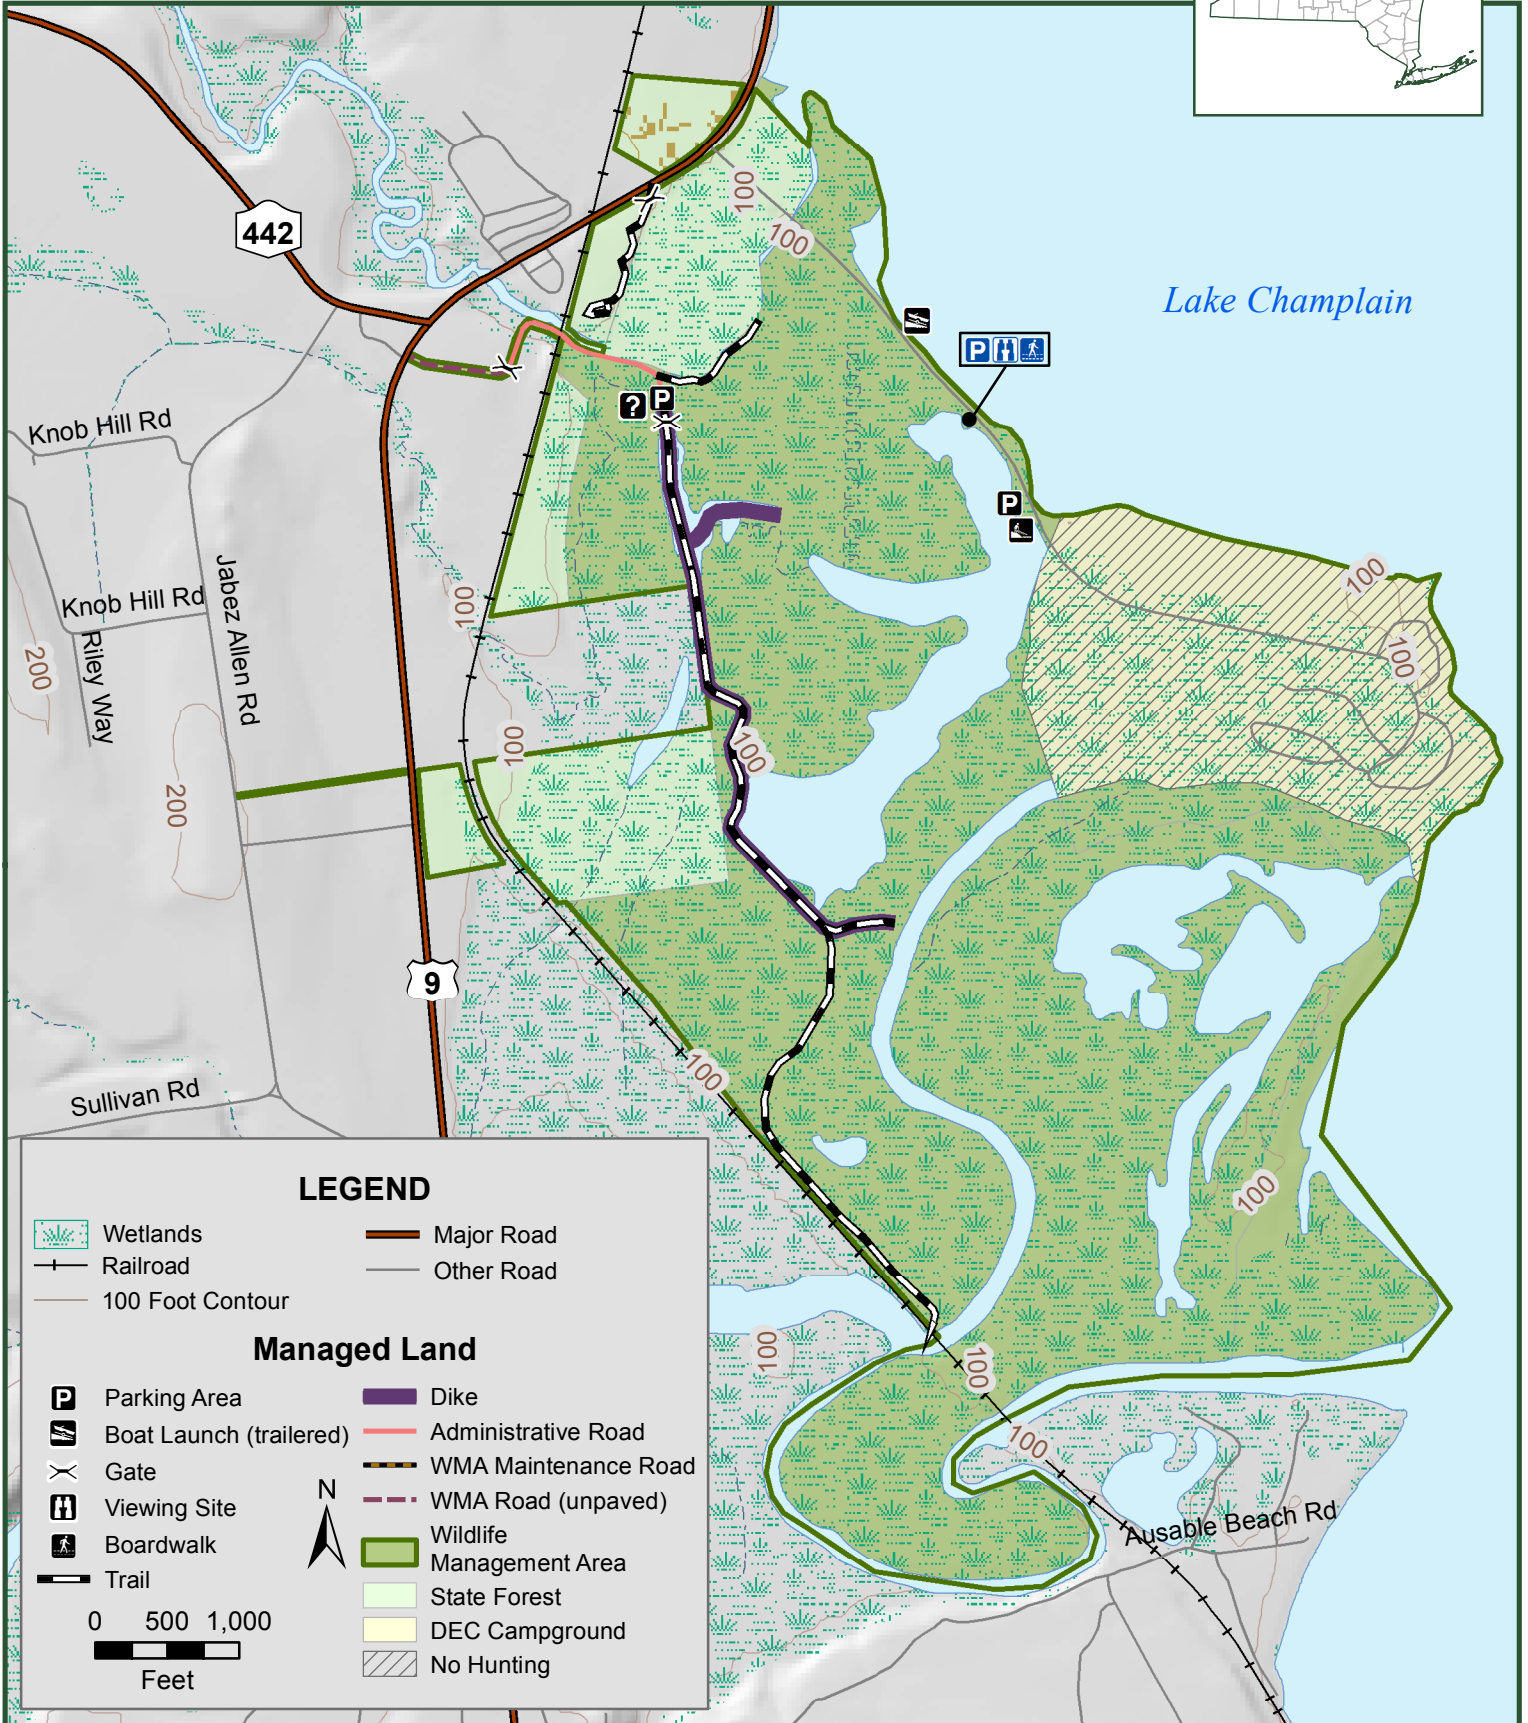 100
442
100
Lake Champlain
P
? P
Knob Hill Rd
P
100
Knob Hill Rd
100
Jabez Allen Rd
Riley Way
200
100
100
100
200
9
100
Sullivan Rd
100
100
100
100
Ausable Beach Rd
LEGEND
Wetlands
Railroad
100 Foot Contour
Major Road
Other Road
Managed Land
P Parking Area
Boat Launch (trailered)
Gate
Viewing Site
Boardwalk
Trail
0 500 1,000
Feet
N
Dike
Administrative Road
WMA Maintenance Road
WMA Road (unpaved)
Wildlife
Management Area
State Forest
DEC Campground
No Hunting